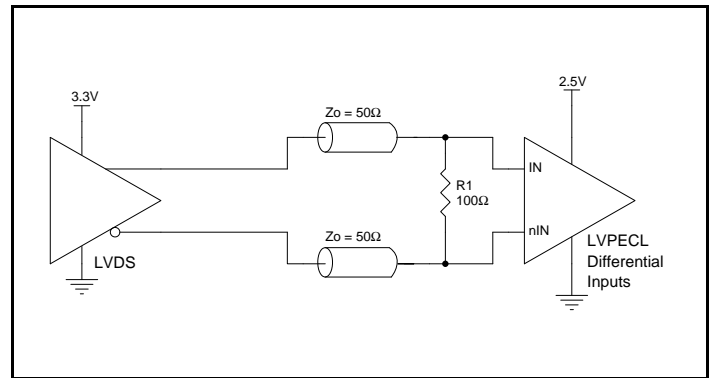 3.3V
Zo = 50Ω
2.5V
IN
R1
100Ω
nIN
Zo = 50Ω
LVDS
LVPECL
Differential
Inputs